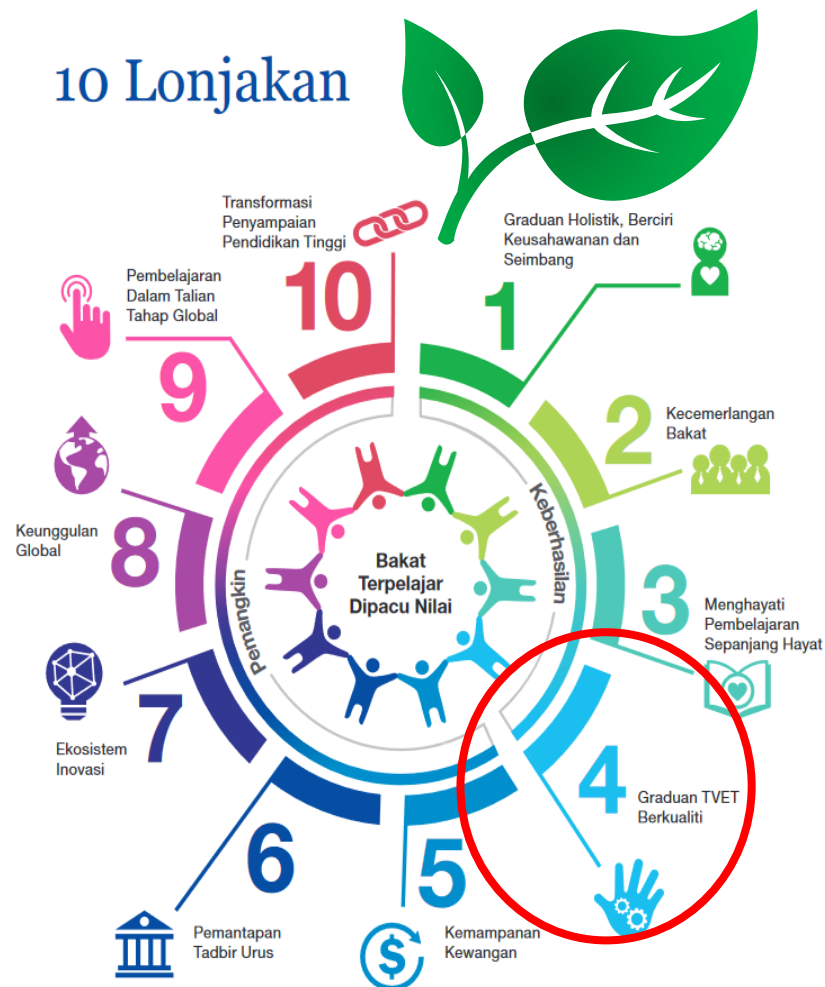 10 Lonjakan
Transformasi
Penyampaian
Pendidikan Tinggi
10
Graduan Holistik, Berciri
Keusahawanan dan
Seimbang
1
Pembelajaran
Dalam Talian
Tahap Global
9
2
Kecemerlangan
Bakat
Keunggulan
Global
8
Keberhasilan
Bakat
Terpelajar
Dipacu Nilai
Pemangkin
3
Menghayati
Pembelajaran
Sepanjang Hayat
7
Ekosistem
Inovasi
4
Graduan TVET
Berkualiti
6
Pemantapan
Tadbir Urus
5
Kemampanan
Kewangan
$